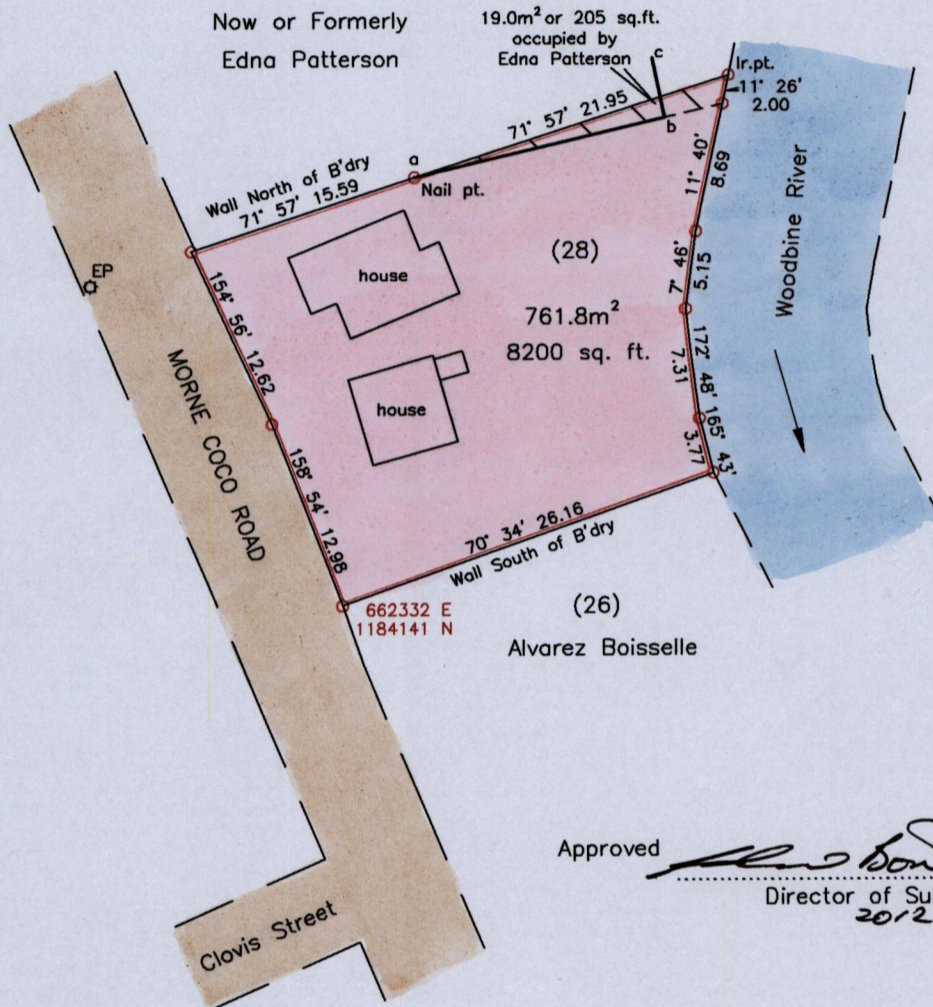 Now or Formerly
Edna Patterson
19.0m² or 205 sq.ft.
occupied by
Edna Patterson
c
Ir.pt.
11° 26'
2.00
71° 57' 21.95
b
a
Nail pt.
Wall North of B'dry
71° 57' 15.59
11° 40'
8.69
Woodbine River
EP
house
(28)
7° 46'
5.15
154° 56' 12.62
761.8m²
8200 sq. ft.
172° 48'
7.31
MORNE COCO ROAD
house
165° 43'
3.77
158° 54' 12.98
70° 34' 26.16
Wall South of B'dry
662332 E
1184141 N
(26)
Alvarez Boisselle
Approved
Director of Su
2012
Clovis Street